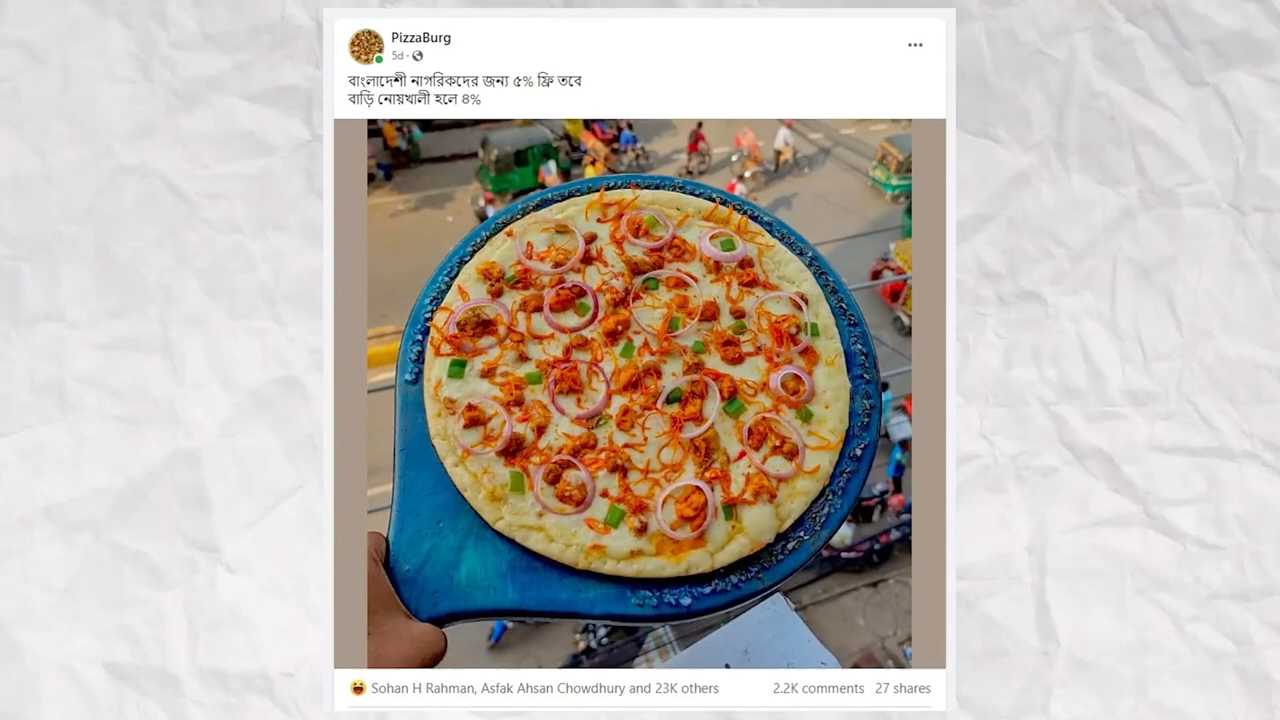 PizzaBurg
5d ·
বাংলাদেশী নাগরিকদের জন্য ৫% ফ্রি তবে
বাড়ি নোয়খালী হলে ৪%
Sohan H Rahman, Asfak Ahsan Chowdhury and 23K others
2.2K comments 27 shares